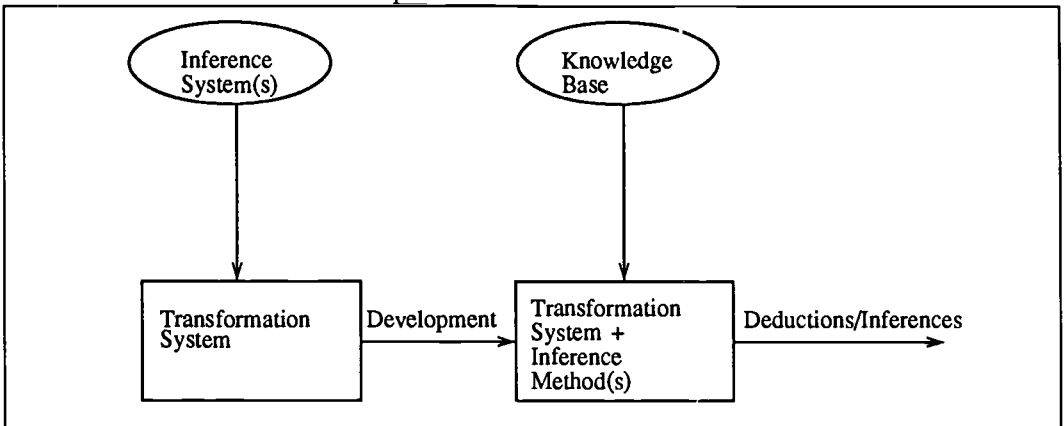 Inference
System(s)
Knowledge
Base
Transformation
System
Development
Transformation
System +
Inference
Method(s)
Deductions/Inferences